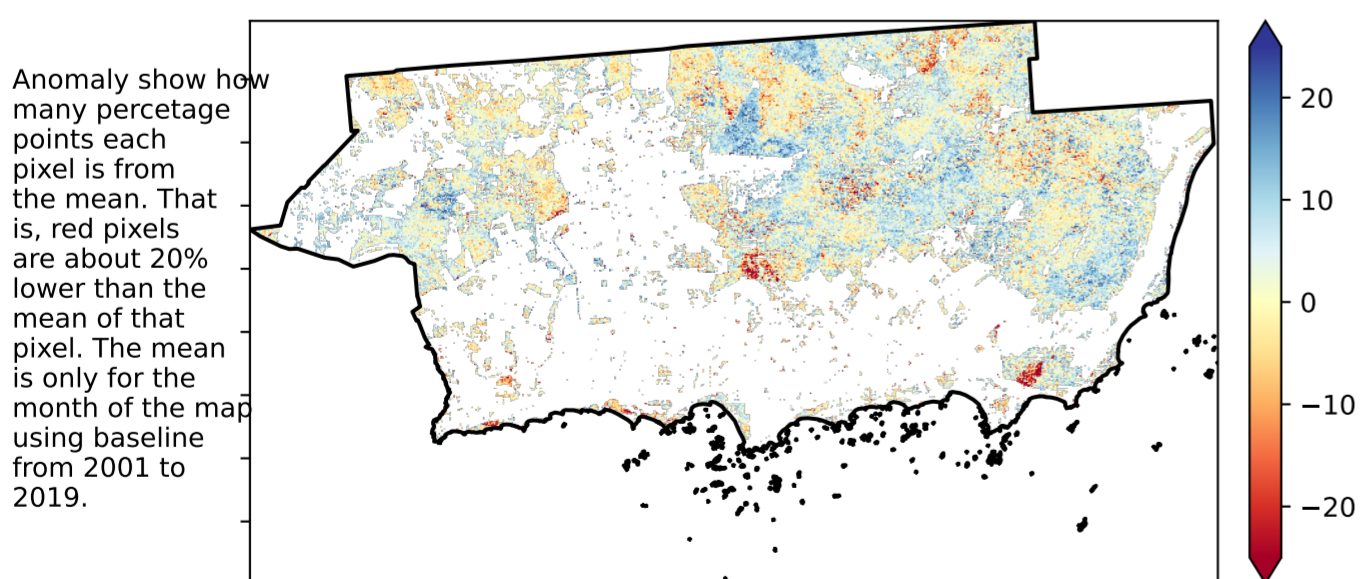 Anomaly show how
many percetage
points each
pixel is from
the mean. That
is, red pixels
are about 20%
lower than the
mean of that
pixel. The mean
is only for the
month of the map
using baseline
from 2001 to
2019.
20
10
0
−10
−20